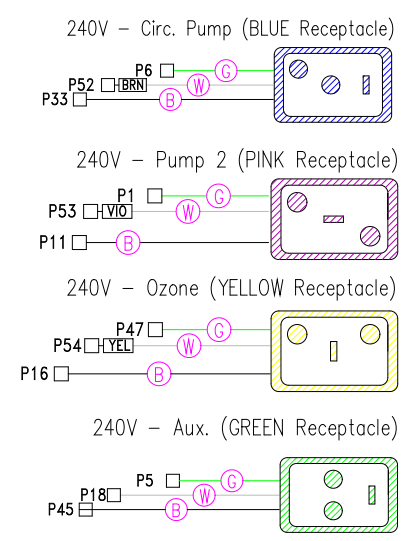 240V - Circ. Pump (BLUE Receptacle)
P6 G
P52 BRN W
P33 B
240V - Pump 2 (PINK Receptacle)
P1 G
P53 VIO W
P11 B
240V - Ozone (YELLOW Receptacle)
P47 G
P54 YEL W
P16 B
240V - Aux. (GREEN Receptacle)
P5 G
P18 W
P45 B